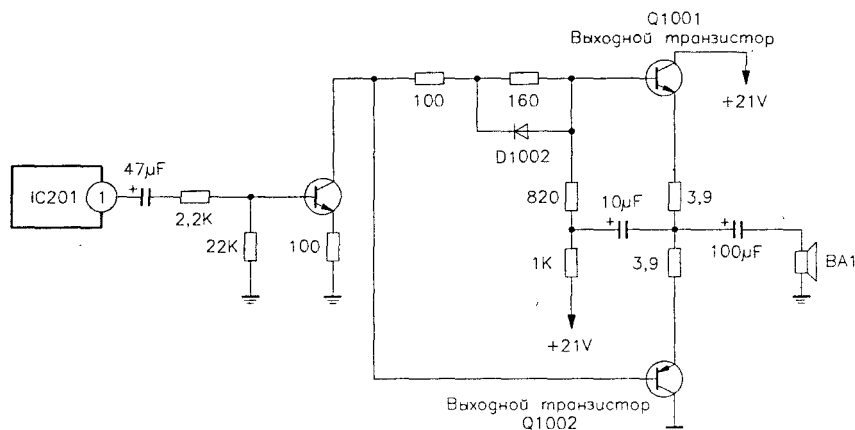 Q1001
Выходной транзистор
+21V
100
160
D1002
47µF
+
IC201
1
2,2K
22K
100
820
10µF
+
3,9
+
100µF
1K
3,9
BA1
+21V
Выходной транзистор
Q1002